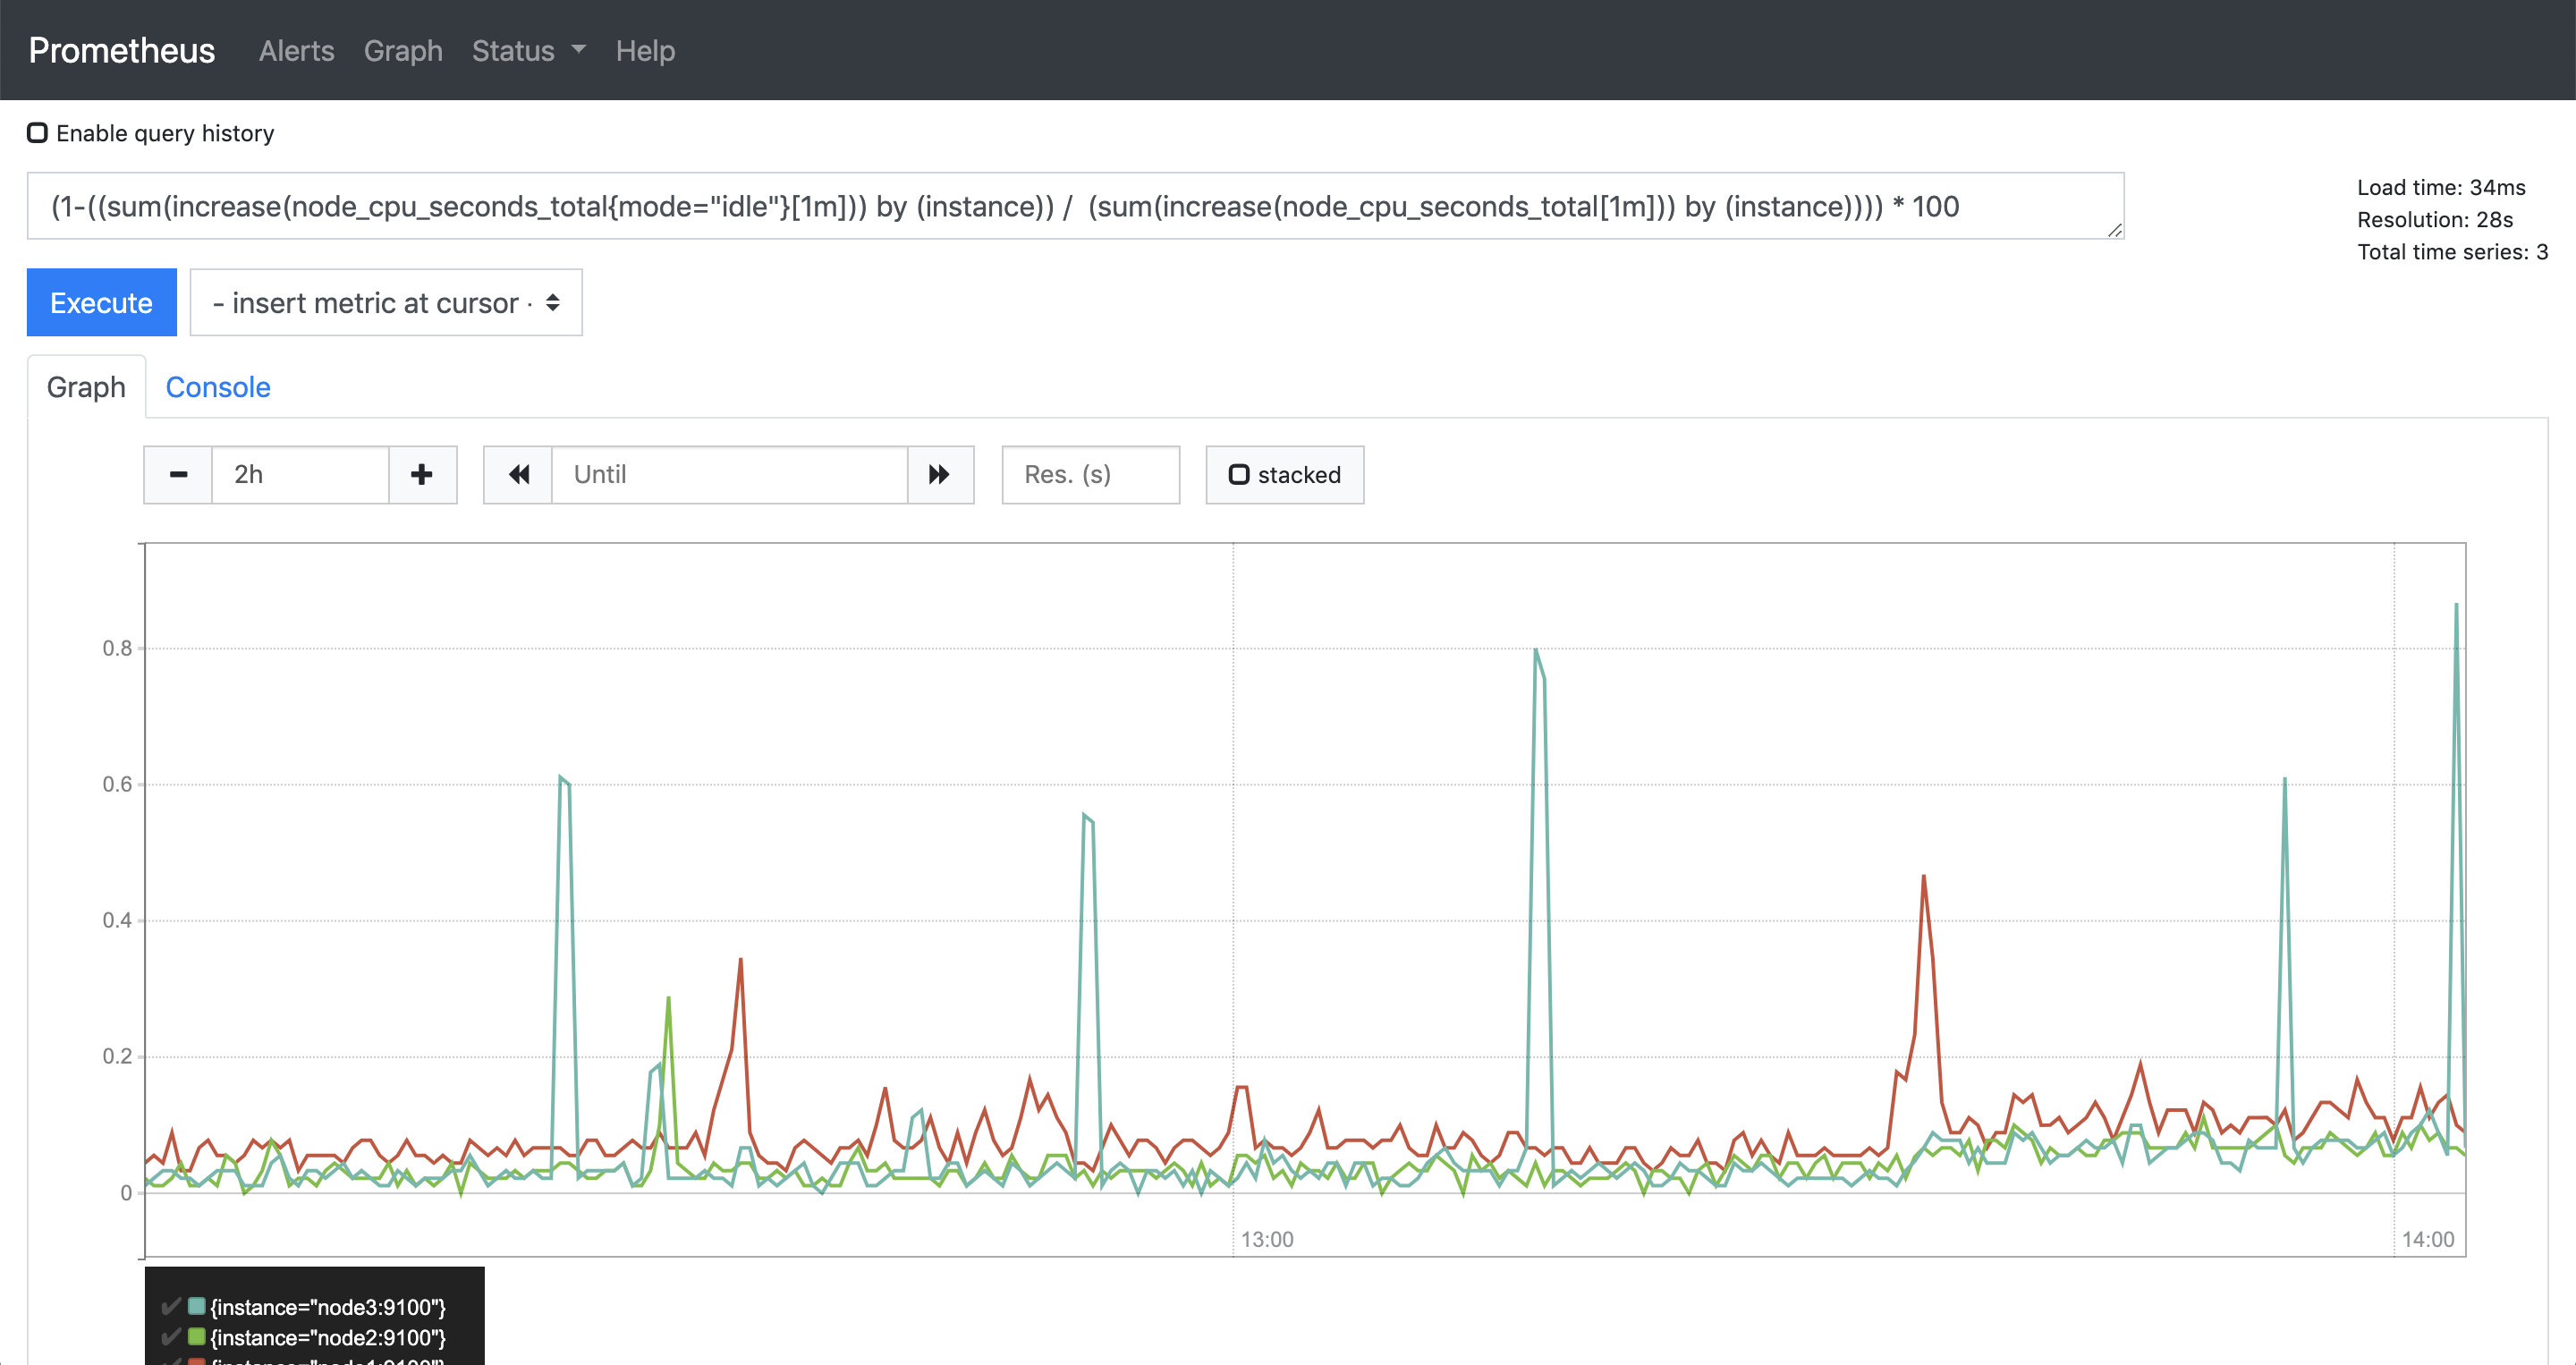 Prometheus Alerts Graph Status Help
Enable query history
(1-((sum(increase(node_cpu_seconds_total{mode="idle"}[1m])) by (instance)) /  (sum(increase(node_cpu_seconds_total[1m])) by (instance)))) * 100
Load time: 34ms
Resolution: 28s
Total time series: 3
Execute - insert metric at cursor ·
Graph Console
2h Until Res. (s) stacked
0.8
0.6
0.4
0.2
0
13:00 14:00
{instance="node3:9100"}
{instance="node2:9100"}
{instance="node1:9100"}